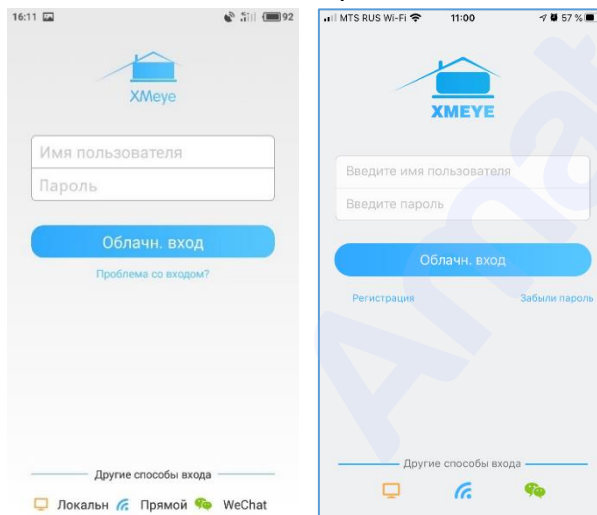 16:11 92
XMeye
Имя пользователя
Пароль
Облачн. вход
Проблема со входом?
Другие способы входа
Локальн Прямой WeChat
MTS RUS Wi-Fi 11:00 57 %
XMEYE
Введите имя пользователя
Введите пароль
Облачн. вход
Регистрация Забыли пароль
Другие способы входа